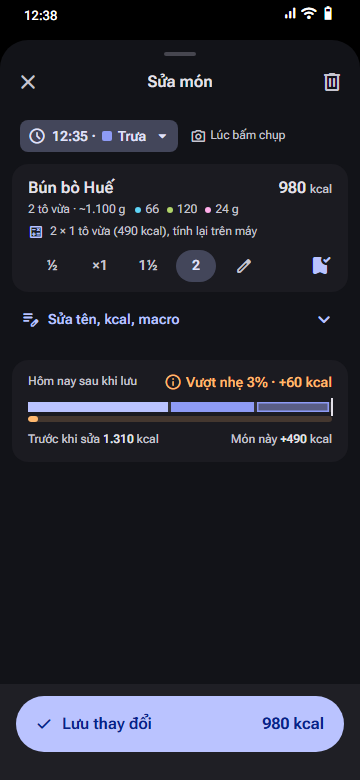 12:38
Sửa món
12:35 · Trưa
Lúc bấm chụp
Bún bò Huế 980 kcal
2 tô vừa · ~1.100 g 66 120 24 g
2 × 1 tô vừa (490 kcal), tính lại trên máy
½ ×1 1½ 2
Sửa tên, kcal, macro
Hôm nay sau khi lưu Vượt nhẹ 3% · +60 kcal
Trước khi sửa 1.310 kcal Món này +490 kcal
Lưu thay đổi 980 kcal